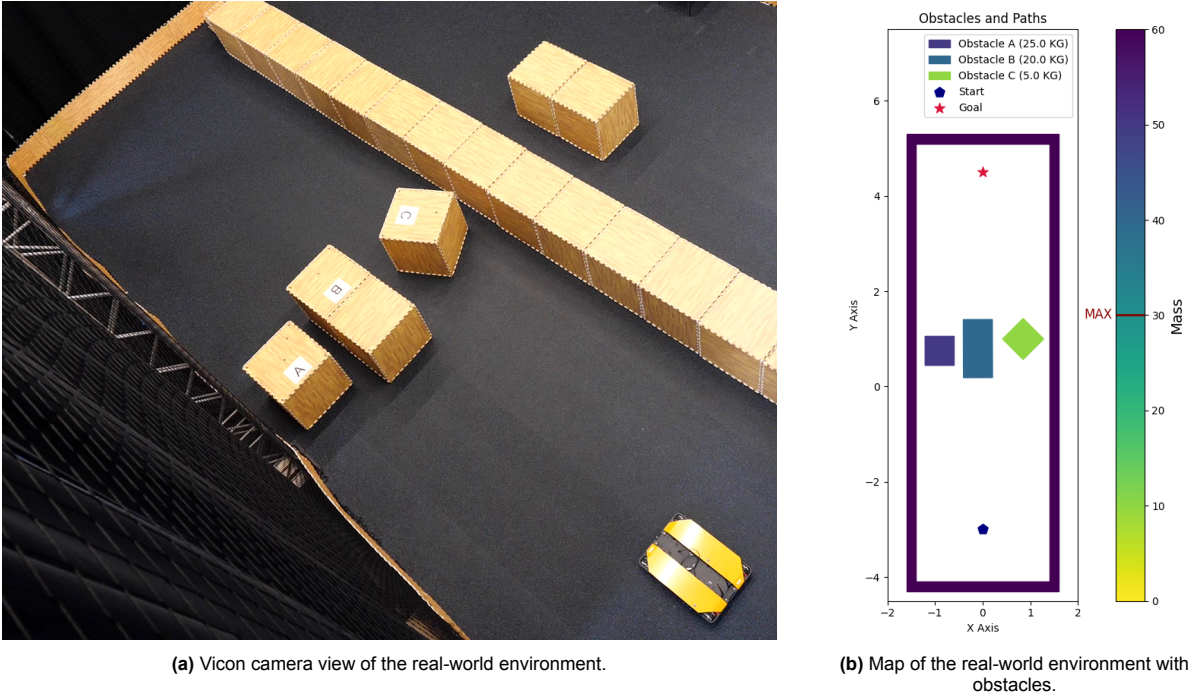 C
B
A
(a) Vicon camera view of the real-world environment.
Obstacles and Paths
Obstacle A (25.0 KG)
Obstacle B (20.0 KG)
Obstacle C (5.0 KG)
Start
Goal
6
4
2
0
−2
−4
Y Axis
−2
−1
0
1
2
X Axis
60
50
40
MAX
30
20
10
0
Mass
(b) Map of the real-world environment with
obstacles.